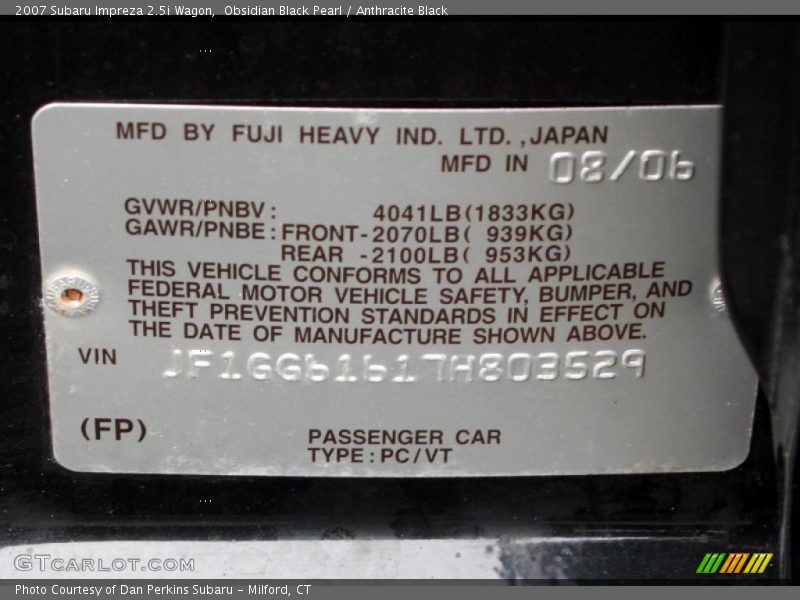 2007 Subaru Impreza 2.5i Wagon,  Obsidian Black Pearl / Anthracite Black
MFD BY FUJI HEAVY IND. LTD.,JAPAN
MFD IN 08/06
GVWR/PNBV: 4041LB(1833KG)
GAWR/PNBE:FRONT-2070LB( 939KG)
REAR -2100LB( 953KG)
THIS VEHICLE CONFORMS TO ALL APPLICABLE
FEDERAL MOTOR VEHICLE SAFETY, BUMPER, AND
THEFT PREVENTION STANDARDS IN EFFECT ON
THE DATE OF MANUFACTURE SHOWN ABOVE.
VIN JF1GG61617H803529
(FP)
PASSENGER CAR
TYPE:PC/VT
GTCARLOT.COM
Photo Courtesy of Dan Perkins Subaru - Milford, CT